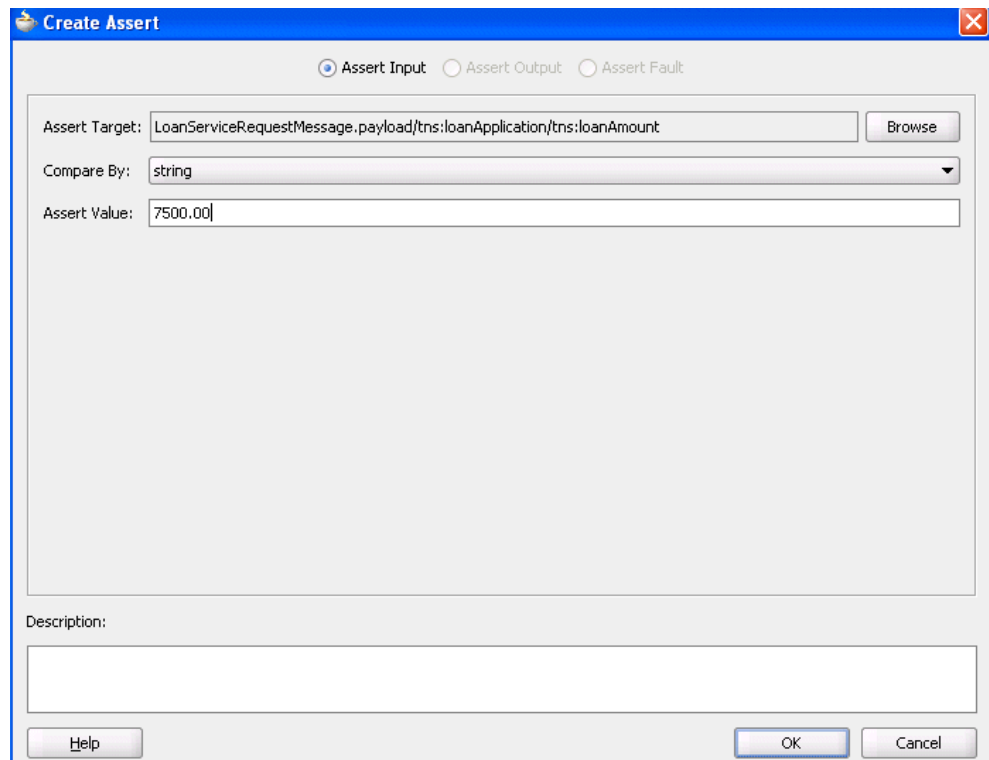 Create Assert
Assert Input Assert Output Assert Fault
Assert Target: LoanServiceRequestMessage.payload/tns:loanApplication/tns:loanAmount Browse
Compare By: string
Assert Value: 7500.00
Description:
Help OK Cancel